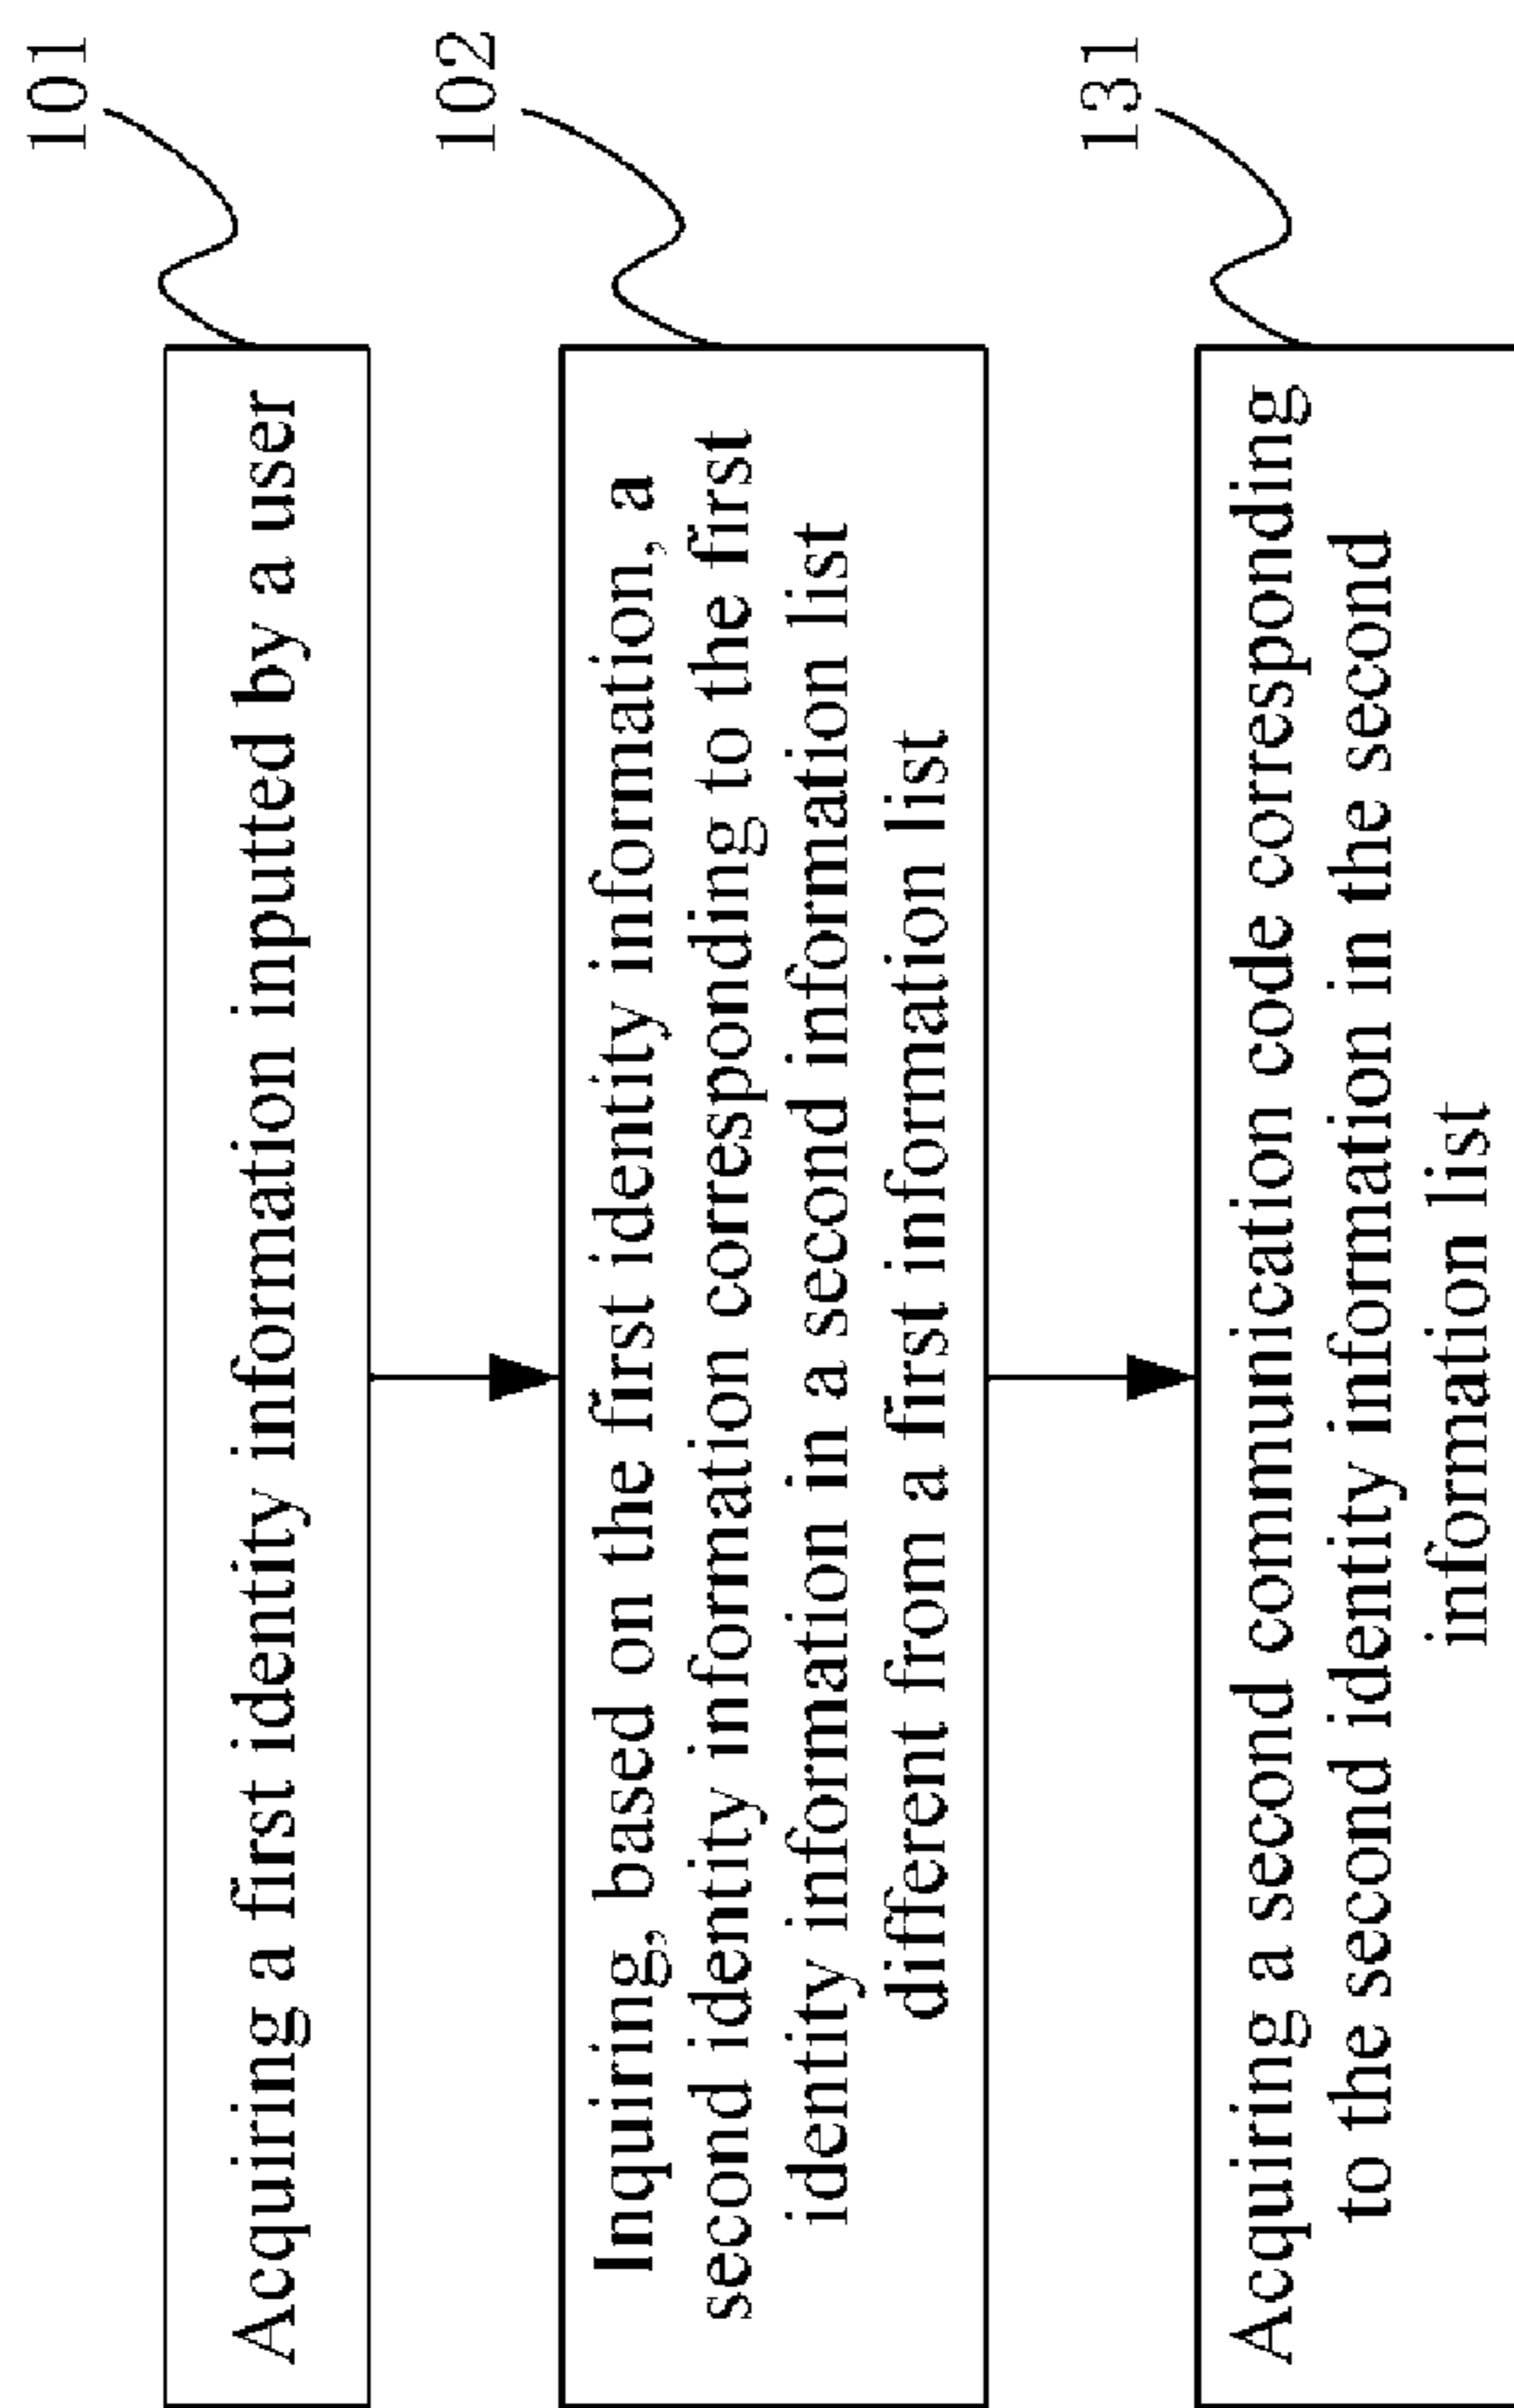 Acquiring a first identity information inputted by a user
101
Inquiring, based on the first identity information, a
second identity information corresponding to the first
identity information in a second information list
different from a first information list
102
Acquiring a second communication code corresponding
to the second identity information in the second
information list
131